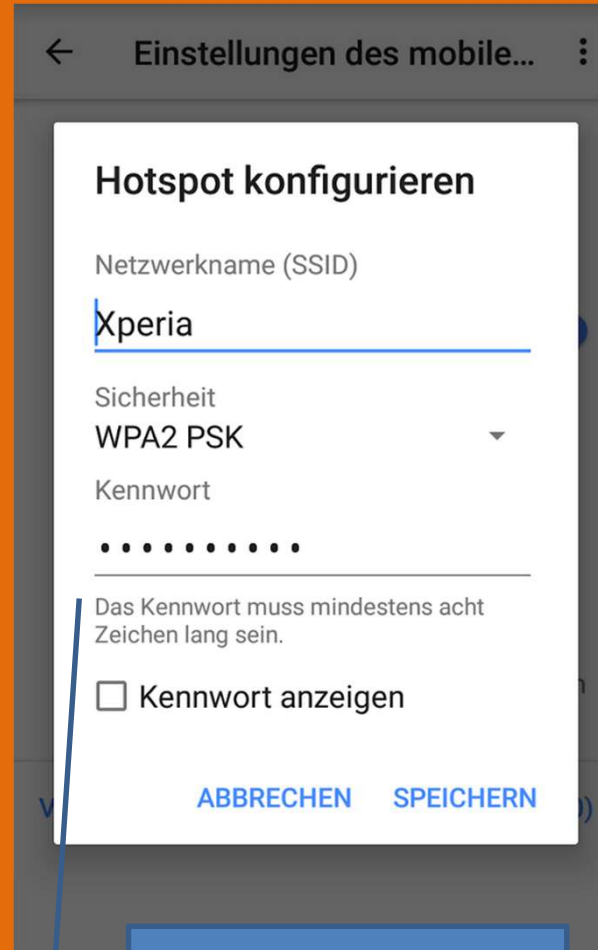 Einstellungen des mobile...
Hotspot konfigurieren
Netzwerkname (SSID)
Xperia
Sicherheit
WPA2 PSK
Kennwort
••••••••••
Das Kennwort muss mindestens acht
Zeichen lang sein.
Kennwort anzeigen
ABBRECHEN SPEICHERN